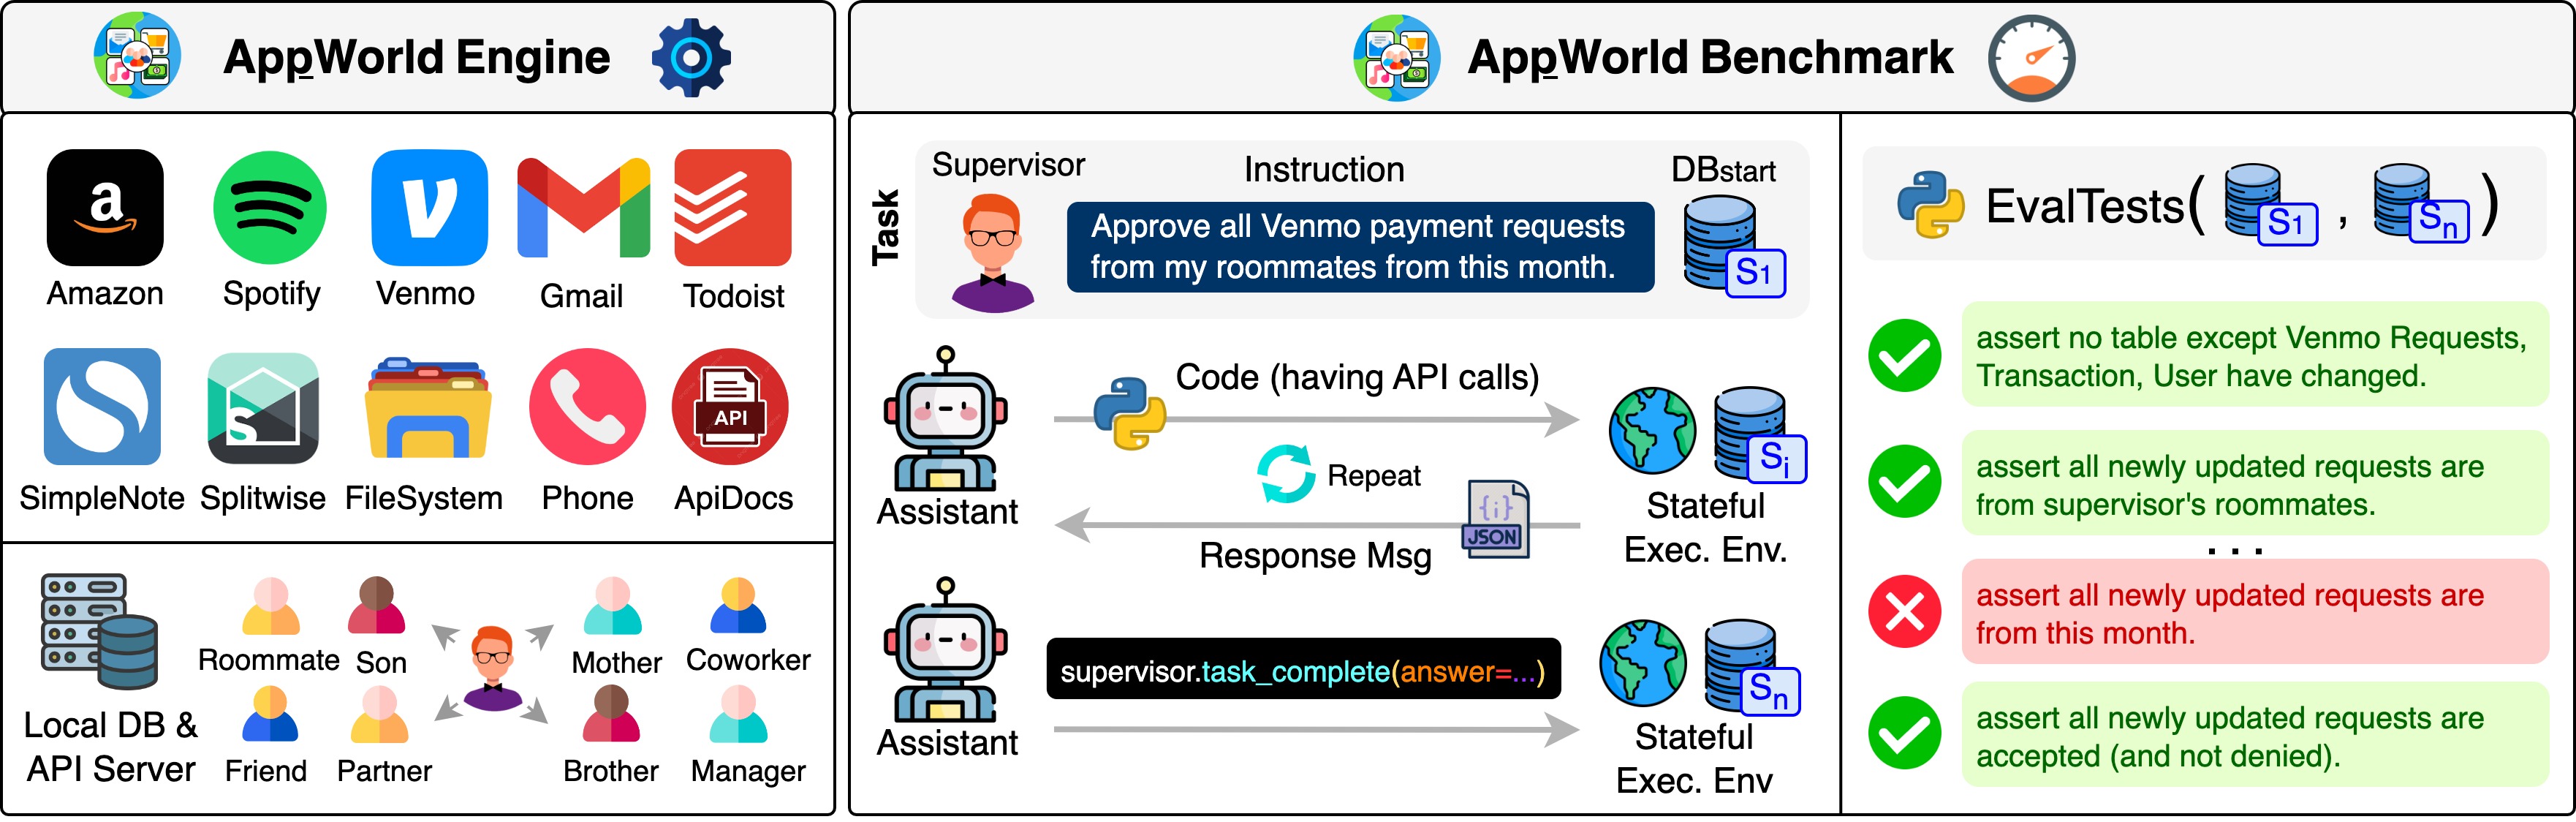 AppWorld Engine
Amazon
Spotify
Venmo
Gmail
Todoist
API
SimpleNote
Splitwise
FileSystem
Phone
ApiDocs
Local DB &
API Server
Roommate
Son
Mother
Coworker
Friend
Partner
Brother
Manager
AppWorld Benchmark
Task
Supervisor
Instruction
DBstart
Approve all Venmo payment requests
from my roommates from this month.
S1
Assistant
Code (having API calls)
Repeat
{i}
JSON
Response Msg
Si
Stateful
Exec. Env.
Assistant
supervisor.task_complete(answer=...)
Sn
Stateful
Exec. Env
EvalTests( S1 , Sn )
assert no table except Venmo Requests,
Transaction, User have changed.
assert all newly updated requests are
from supervisor's roommates.
...
assert all newly updated requests are
from this month.
assert all newly updated requests are
accepted (and not denied).